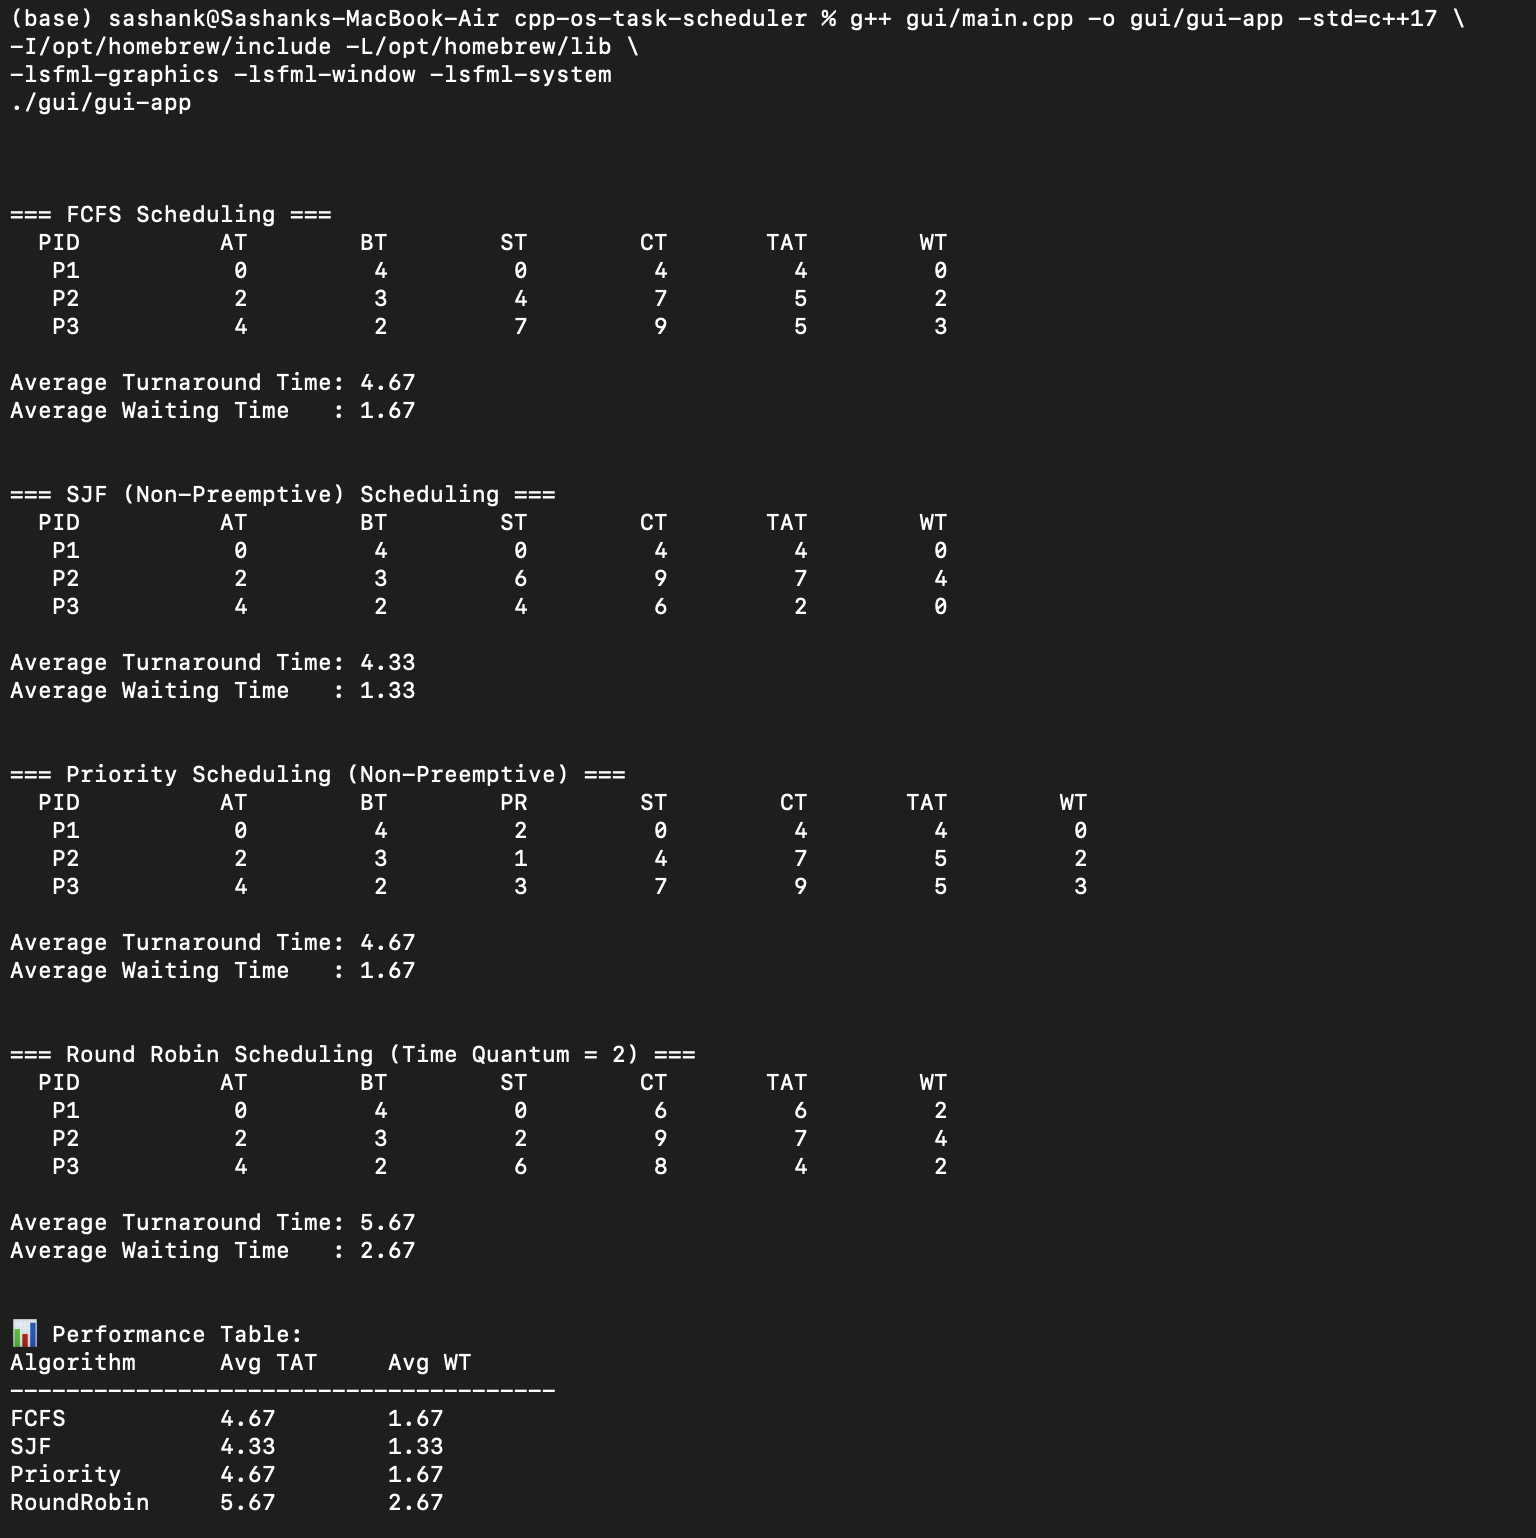 (base) sashank@Sashanks-MacBook-Air cpp-os-task-scheduler % g++ gui/main.cpp -o gui/gui-app -std=c++17 \
-I/opt/homebrew/include -L/opt/homebrew/lib \
-lsfml-graphics -lsfml-window -lsfml-system
./gui/gui-app
=== FCFS Scheduling ===
PID AT BT ST CT TAT WT
P1 0 4 0 4 4 0
P2 2 3 4 7 5 2
P3 4 2 7 9 5 3
Average Turnaround Time: 4.67
Average Waiting Time   : 1.67
=== SJF (Non-Preemptive) Scheduling ===
PID AT BT ST CT TAT WT
P1 0 4 0 4 4 0
P2 2 3 6 9 7 4
P3 4 2 4 6 2 0
Average Turnaround Time: 4.33
Average Waiting Time   : 1.33
=== Priority Scheduling (Non-Preemptive) ===
PID AT BT PR ST CT TAT WT
P1 0 4 2 0 4 4 0
P2 2 3 1 4 7 5 2
P3 4 2 3 7 9 5 3
Average Turnaround Time: 4.67
Average Waiting Time   : 1.67
=== Round Robin Scheduling (Time Quantum = 2) ===
PID AT BT ST CT TAT WT
P1 0 4 0 6 6 2
P2 2 3 2 9 7 4
P3 4 2 6 8 4 2
Average Turnaround Time: 5.67
Average Waiting Time   : 2.67
📊 Performance Table:
Algorithm Avg TAT Avg WT
---------------------------------------
FCFS 4.67 1.67
SJF 4.33 1.33
Priority 4.67 1.67
RoundRobin 5.67 2.67